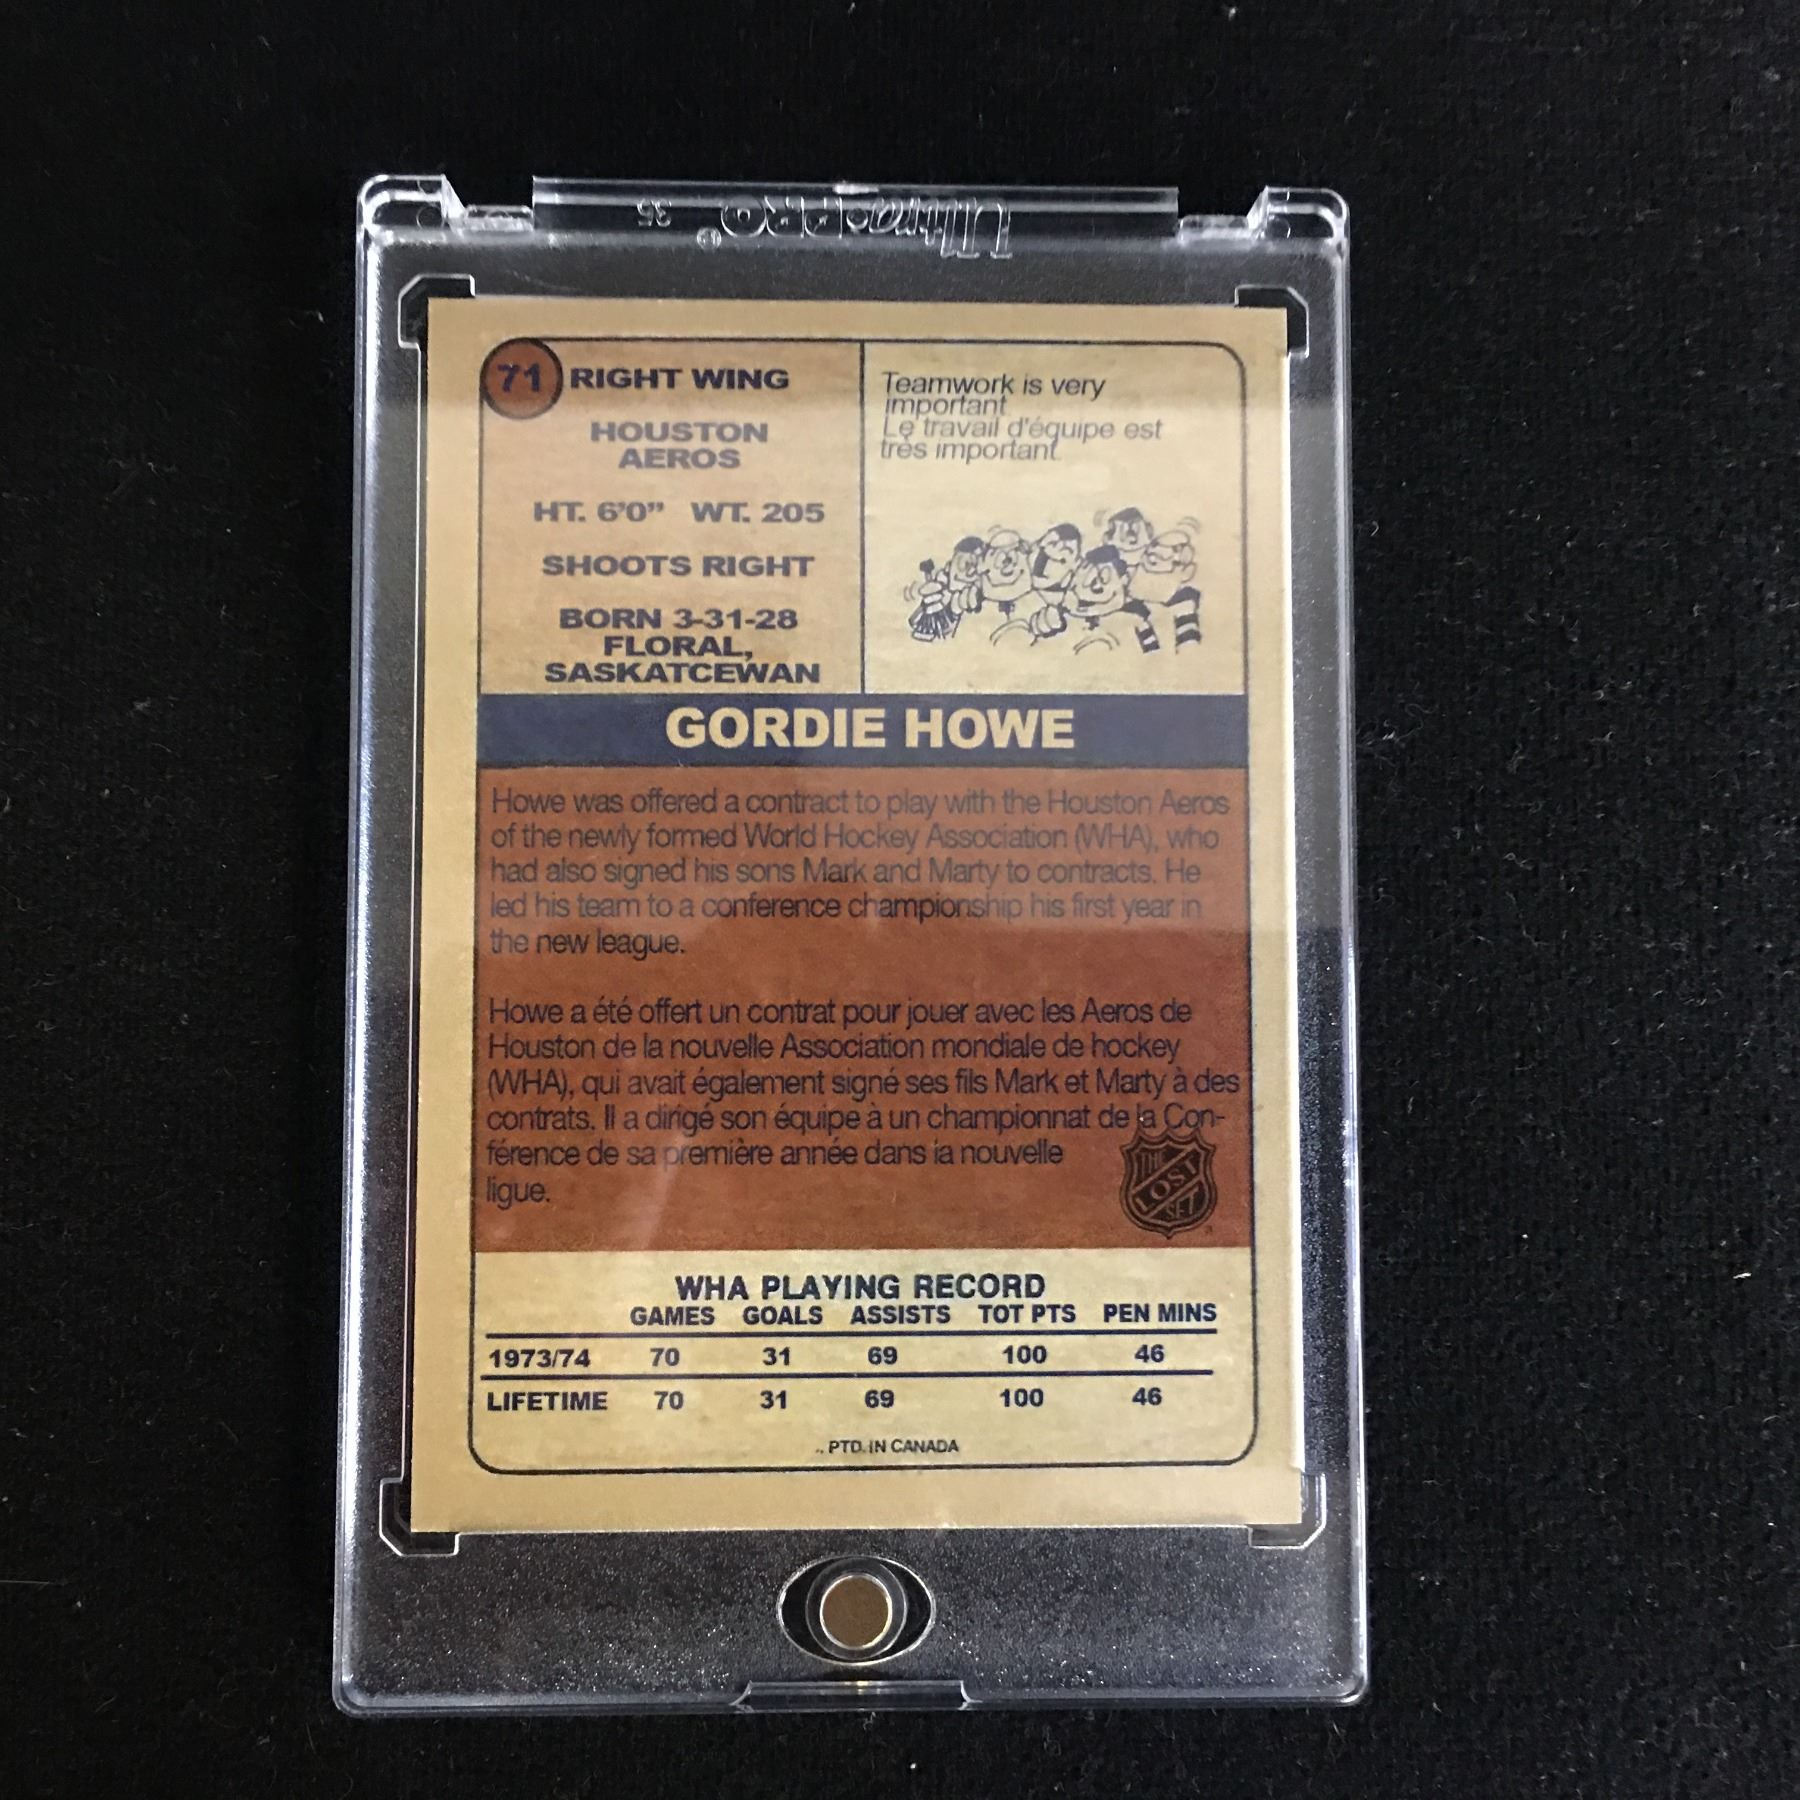 Ultra•PRO® 35
71 RIGHT WING
HOUSTON
AEROS
HT. 6'0” WT. 205
SHOOTS RIGHT
BORN 3-31-28
FLORAL,
SASKATCEWAN
Teamwork is very
important
Le travail d'équipe est
très important.
GORDIE HOWE
Howe was offered a contract to play with the Houston Aeros
of the newly formed World Hockey Association (WHA), who
had also signed his sons Mark and Marty to contracts. He
led his team to a conference championship his first year in
the new league.
Howe a été offert un contrat pour jouer avec les Aeros de
Houston de la nouvelle Association mondiale de hockey
(WHA), qui avait également signé ses fils Mark et Marty à des
contrats. Il a dirigé son équipe à un championnat de la Con-
férence de sa première année dans la nouvelle
ligue.
THE
LOST
SET
WHA PLAYING RECORD
GAMES GOALS ASSISTS TOT PTS PEN MINS
1973/74 70 31 69 100 46
LIFETIME 70 31 69 100 46
.. PTD. IN CANADA